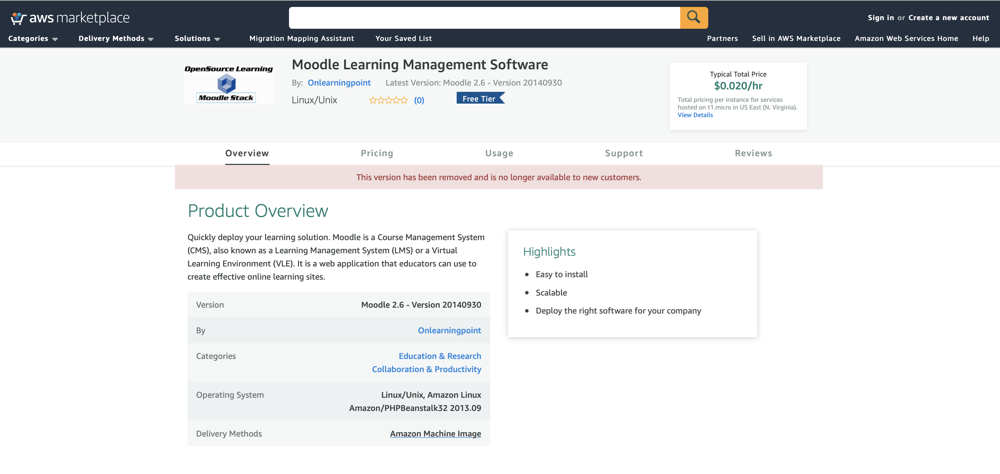 aws marketplace
Sign in or Create a new account
Categories Delivery Methods Solutions Migration Mapping Assistant Your Saved List Partners Sell in AWS Marketplace Amazon Web Services Home Help
OpenSource Learning
Moodle Stack
Moodle Learning Management Software
By: Onlearningpoint Latest Version: Moodle 2.6 - Version 20140930
Linux/Unix (0) Free Tier
Typical Total Price
$0.020/hr
Total pricing per instance for services
hosted on t1.micro in US East (N. Virginia).
View Details
Overview Pricing Usage Support Reviews
This version has been removed and is no longer available to new customers.
Product Overview
Quickly deploy your learning solution. Moodle is a Course Management System
(CMS), also known as a Learning Management System (LMS) or a Virtual
Learning Environment (VLE). It is a web application that educators can use to
create effective online learning sites.
Version Moodle 2.6 - Version 20140930
By Onlearningpoint
Categories Education & Research
Collaboration & Productivity
Operating System Linux/Unix, Amazon Linux
Amazon/PHPBeanstalk32 2013.09
Delivery Methods Amazon Machine Image
Highlights
• Easy to install
• Scalable
• Deploy the right software for your company